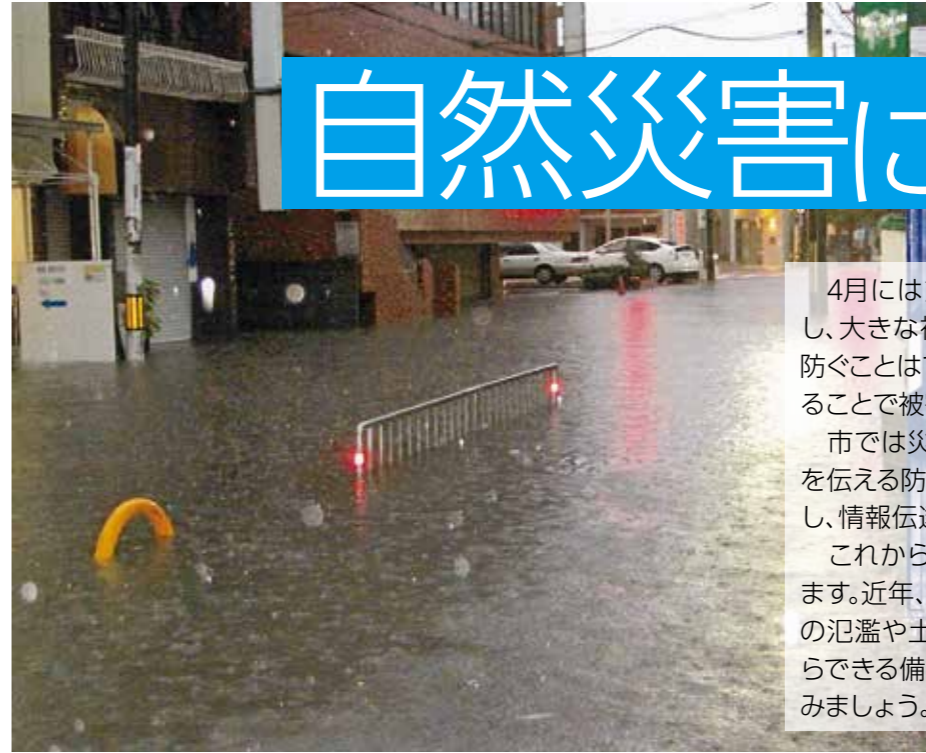 自然災害に
4月には
し、大きな
防ぐことは
ることで被
市では災
を伝える防
し、情報伝
これから
ます。近年、
の氾濫や土
らできる備
みましょう。